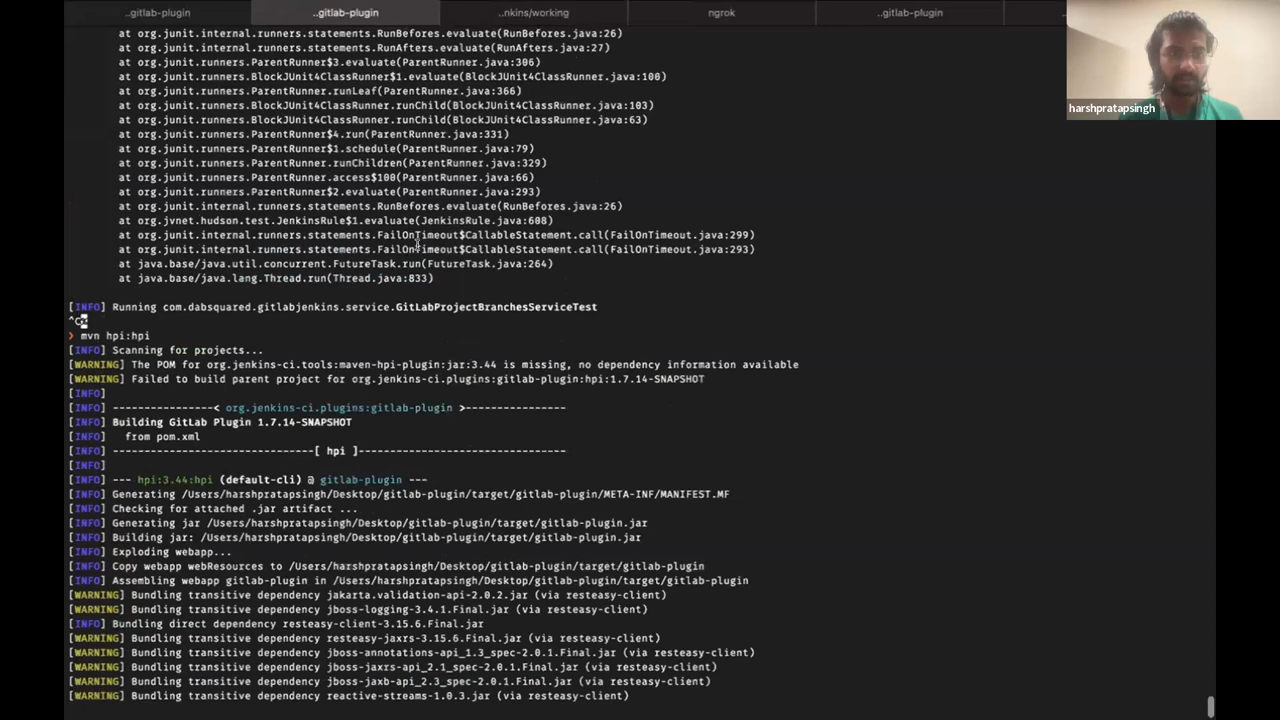 ..gitlab-plugin ..gitlab-plugin ..nkins/working ngrok ..gitlab-plugin
harshpratapsingh
at org.junit.internal.runners.statements.RunBefores.evaluate(RunBefores.java:26)
at org.junit.internal.runners.statements.RunAfters.evaluate(RunAfters.java:27)
at org.junit.runners.ParentRunner$3.evaluate(ParentRunner.java:306)
at org.junit.runners.BlockJUnit4ClassRunner$1.evaluate(BlockJUnit4ClassRunner.java:100)
at org.junit.runners.ParentRunner.runLeaf(ParentRunner.java:366)
at org.junit.runners.BlockJUnit4ClassRunner.runChild(BlockJUnit4ClassRunner.java:103)
at org.junit.runners.BlockJUnit4ClassRunner.runChild(BlockJUnit4ClassRunner.java:63)
at org.junit.runners.ParentRunner$4.run(ParentRunner.java:331)
at org.junit.runners.ParentRunner$1.schedule(ParentRunner.java:79)
at org.junit.runners.ParentRunner.runChildren(ParentRunner.java:329)
at org.junit.runners.ParentRunner.access$100(ParentRunner.java:66)
at org.junit.runners.ParentRunner$2.evaluate(ParentRunner.java:293)
at org.junit.internal.runners.statements.RunBefores.evaluate(RunBefores.java:26)
at org.jvnet.hudson.test.JenkinsRule$1.evaluate(JenkinsRule.java:608)
at org.junit.internal.runners.statements.FailOnTimeout$CallableStatement.call(FailOnTimeout.java:299)
at org.junit.internal.runners.statements.FailOnTimeout$CallableStatement.call(FailOnTimeout.java:293)
at java.base/java.util.concurrent.FutureTask.run(FutureTask.java:264)
at java.base/java.lang.Thread.run(Thread.java:833)
[INFO] Running com.dabsquared.gitlabjenkins.service.GitLabProjectBranchesServiceTest
^C
❯ mvn hpi:hpi
[INFO] Scanning for projects...
[WARNING] The POM for org.jenkins-ci.tools:maven-hpi-plugin:jar:3.44 is missing, no dependency information available
[WARNING] Failed to build parent project for org.jenkins-ci.plugins:gitlab-plugin:hpi:1.7.14-SNAPSHOT
[INFO]
[INFO] ----------------< org.jenkins-ci.plugins:gitlab-plugin >----------------
[INFO] Building GitLab Plugin 1.7.14-SNAPSHOT
[INFO]   from pom.xml
[INFO] --------------------------------[ hpi ]---------------------------------
[INFO]
[INFO] --- hpi:3.44:hpi (default-cli) @ gitlab-plugin ---
[INFO] Generating /Users/harshpratapsingh/Desktop/gitlab-plugin/target/gitlab-plugin/META-INF/MANIFEST.MF
[INFO] Checking for attached .jar artifact ...
[INFO] Generating jar /Users/harshpratapsingh/Desktop/gitlab-plugin/target/gitlab-plugin.jar
[INFO] Building jar: /Users/harshpratapsingh/Desktop/gitlab-plugin/target/gitlab-plugin.jar
[INFO] Exploding webapp...
[INFO] Copy webapp webResources to /Users/harshpratapsingh/Desktop/gitlab-plugin/target/gitlab-plugin
[INFO] Assembling webapp gitlab-plugin in /Users/harshpratapsingh/Desktop/gitlab-plugin/target/gitlab-plugin
[WARNING] Bundling transitive dependency jakarta.validation-api-2.0.2.jar (via resteasy-client)
[WARNING] Bundling transitive dependency jboss-logging-3.4.1.Final.jar (via resteasy-client)
[INFO] Bundling direct dependency resteasy-client-3.15.6.Final.jar
[WARNING] Bundling transitive dependency resteasy-jaxrs-3.15.6.Final.jar (via resteasy-client)
[WARNING] Bundling transitive dependency jboss-annotations-api_1.3_spec-2.0.1.Final.jar (via resteasy-client)
[WARNING] Bundling transitive dependency jboss-jaxrs-api_2.1_spec-2.0.1.Final.jar (via resteasy-client)
[WARNING] Bundling transitive dependency jboss-jaxb-api_2.3_spec-2.0.1.Final.jar (via resteasy-client)
[WARNING] Bundling transitive dependency reactive-streams-1.0.3.jar (via resteasy-client)